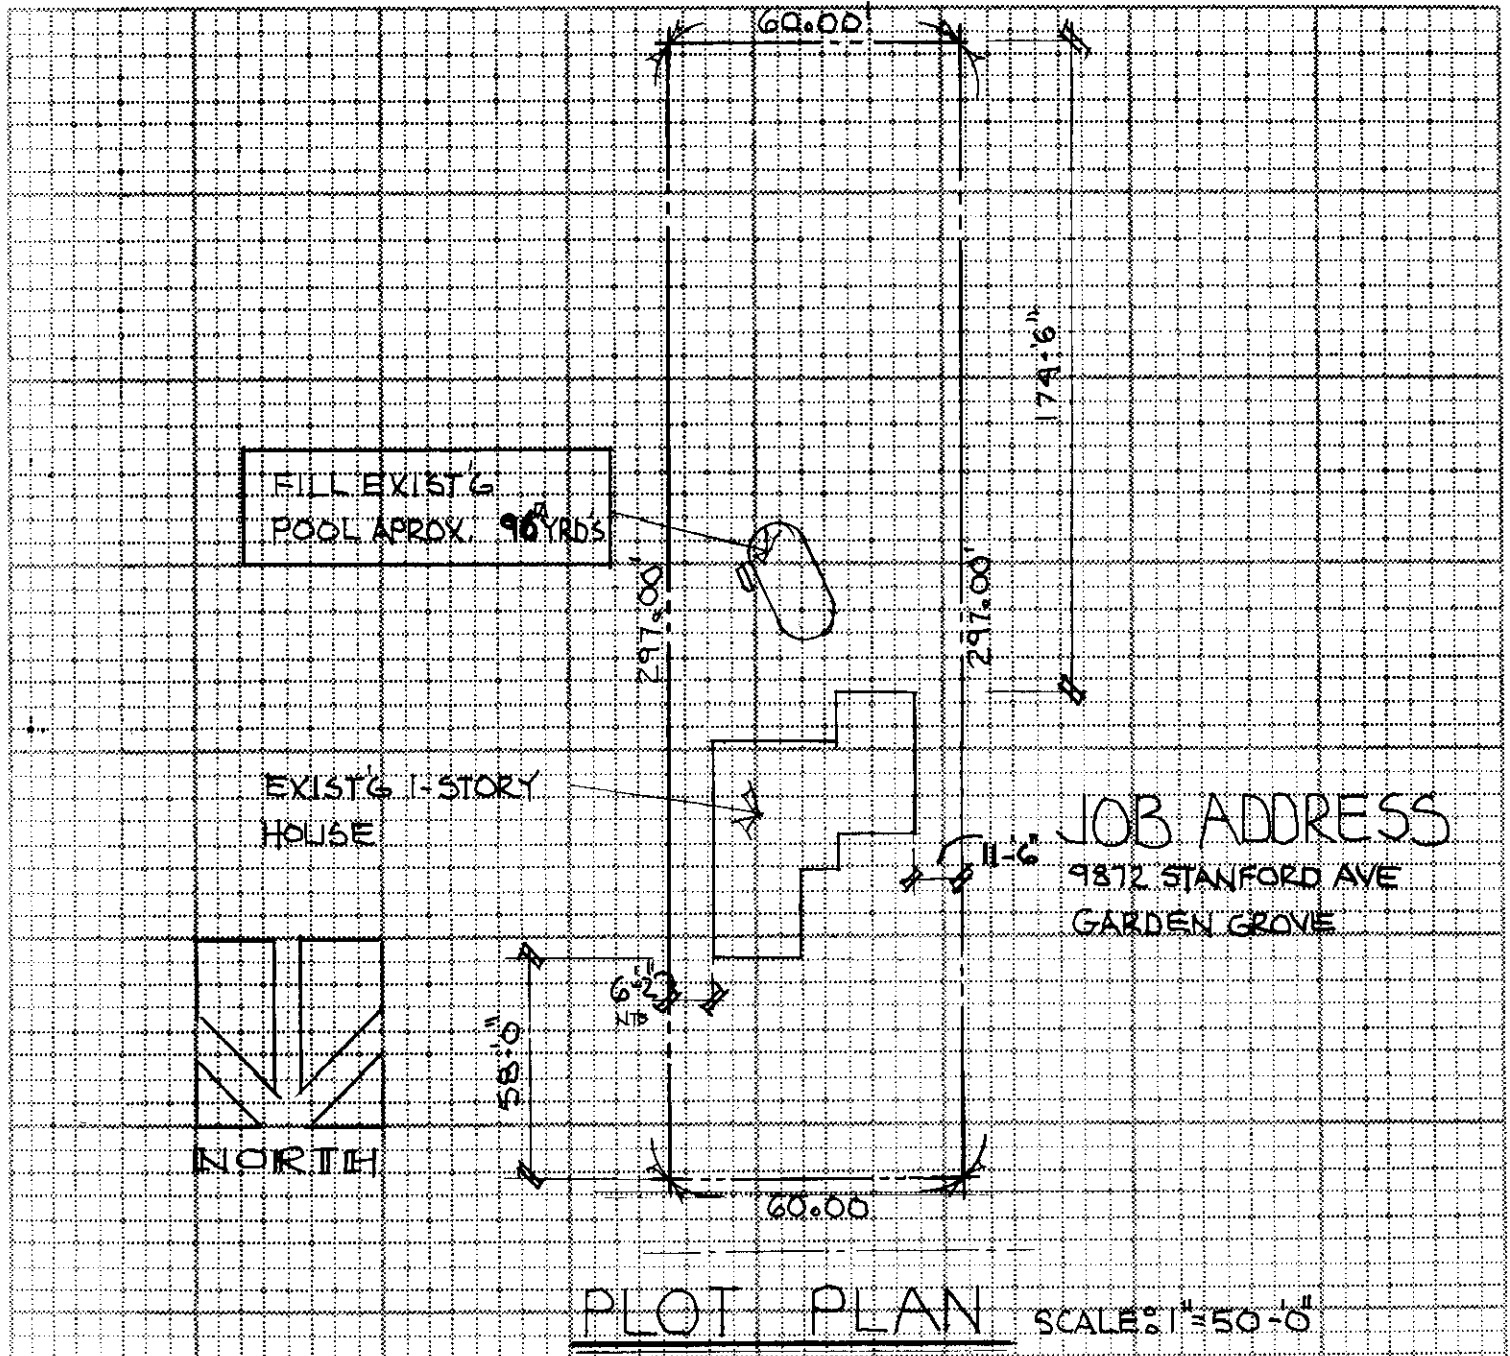 60.00'
174'-6"
FILL EXIST'G
POOL APROX. 90 YRD'S
297.00'
297.00'
EXIST'G 1-STORY
HOUSE
JOB ADDRESS
11'-6"
9872 STANFORD AVE
GARDEN GROVE
6'-2"
NTS
58'-0"
NORTH
60.00
PLOT PLAN
SCALE: 1"=50'-0"